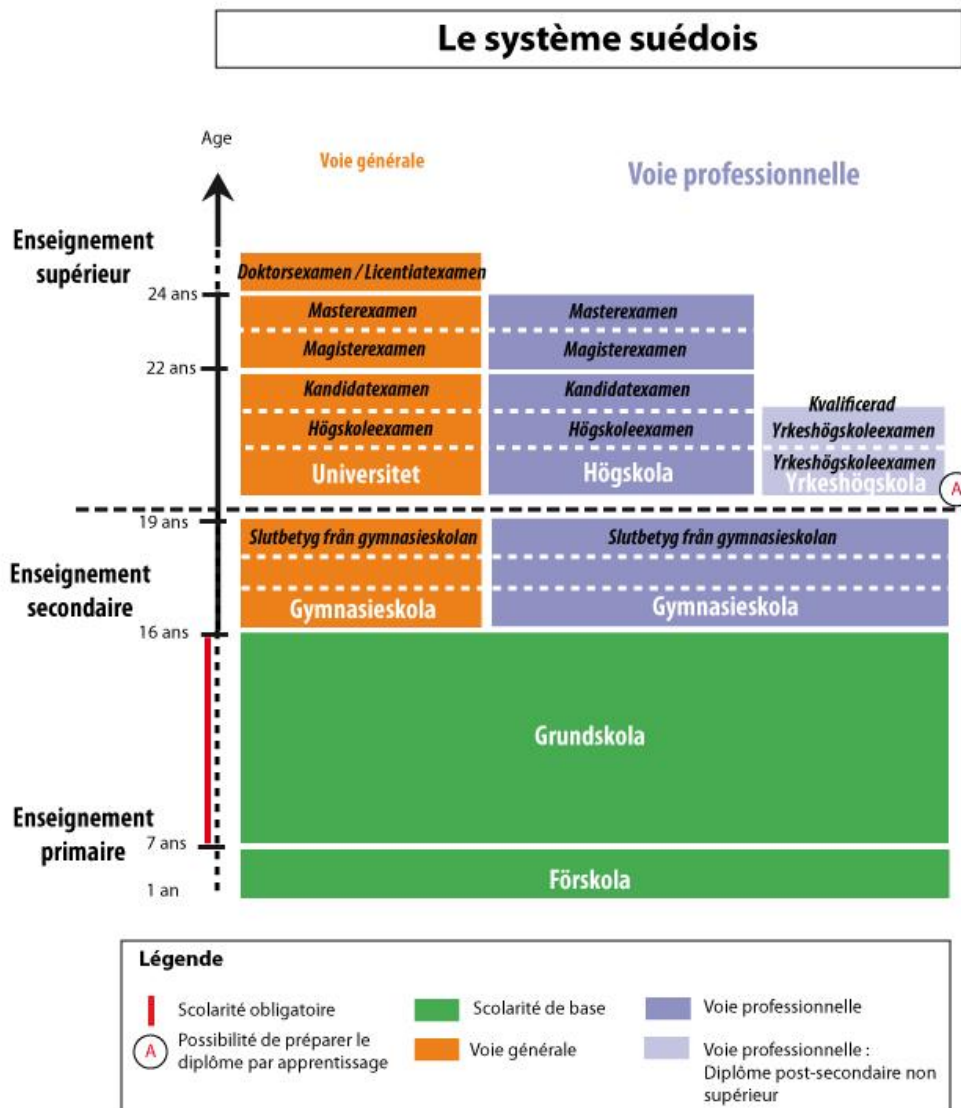 Le système suédois
Age
Voie générale
Voie professionnelle
Enseignement
supérieur
Doktorsexamen / Licentiatexamen
24 ans
Masterexamen
Masterexamen
Magisterexamen
Magisterexamen
22 ans
Kandidatexamen
Kandidatexamen
Kvalificerad
Högskoleexamen
Högskoleexamen
Yrkeshögskoleexamen
Universitet
Högskola
Yrkeshögskoleexamen
Yrkeshögskola
A
19 ans
Slutbetyg från gymnasieskolan
Slutbetyg från gymnasieskolan
Enseignement
secondaire
Gymnasieskola
Gymnasieskola
16 ans
Grundskola
Enseignement
primaire
7 ans
Förskola
1 an
Légende
Scolarité obligatoire
Scolarité de base
Voie professionnelle
A
Possibilité de préparer le
diplôme par apprentissage
Voie générale
Voie professionnelle :
Diplôme post-secondaire non
supérieur